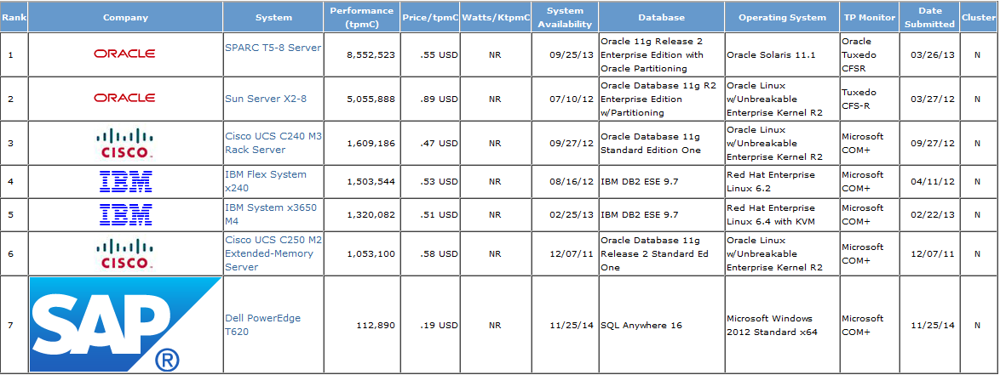 Rank Company System Performance (tpmC) Price/tpmC Watts/KtpmC System Availability Database Operating System TP Monitor Date Submitted Cluster
1 ORACLE SPARC T5-8 Server 8,552,523 .55 USD NR 09/25/13 Oracle 11g Release 2 Enterprise Edition with Oracle Partitioning Oracle Solaris 11.1 Oracle Tuxedo CFSR 03/26/13 N
2 ORACLE Sun Server X2-8 5,055,888 .89 USD NR 07/10/12 Oracle Database 11g R2 Enterprise Edition w/Partitioning Oracle Linux w/Unbreakable Enterprise Kernel R2 Tuxedo CFS-R 03/27/12 N
3 CISCO Cisco UCS C240 M3 Rack Server 1,609,186 .47 USD NR 09/27/12 Oracle Database 11g Standard Edition One Oracle Linux w/Unbreakable Enterprise Kernel R2 Microsoft COM+ 09/27/12 N
4 IBM IBM Flex System x240 1,503,544 .53 USD NR 08/16/12 IBM DB2 ESE 9.7 Red Hat Enterprise Linux 6.2 Microsoft COM+ 04/11/12 N
5 IBM IBM System x3650 M4 1,320,082 .51 USD NR 02/25/13 IBM DB2 ESE 9.7 Red Hat Enterprise Linux 6.4 with KVM Microsoft COM+ 02/22/13 N
6 CISCO Cisco UCS C250 M2 Extended-Memory Server 1,053,100 .58 USD NR 12/07/11 Oracle Database 11g Release 2 Standard Ed One Oracle Linux w/Unbreakable Enterprise Kernel R2 Microsoft COM+ 12/07/11 N
7 SAP® Dell PowerEdge T620 112,890 .19 USD NR 11/25/14 SQL Anywhere 16 Microsoft Windows 2012 Standard x64 Microsoft COM+ 11/25/14 N